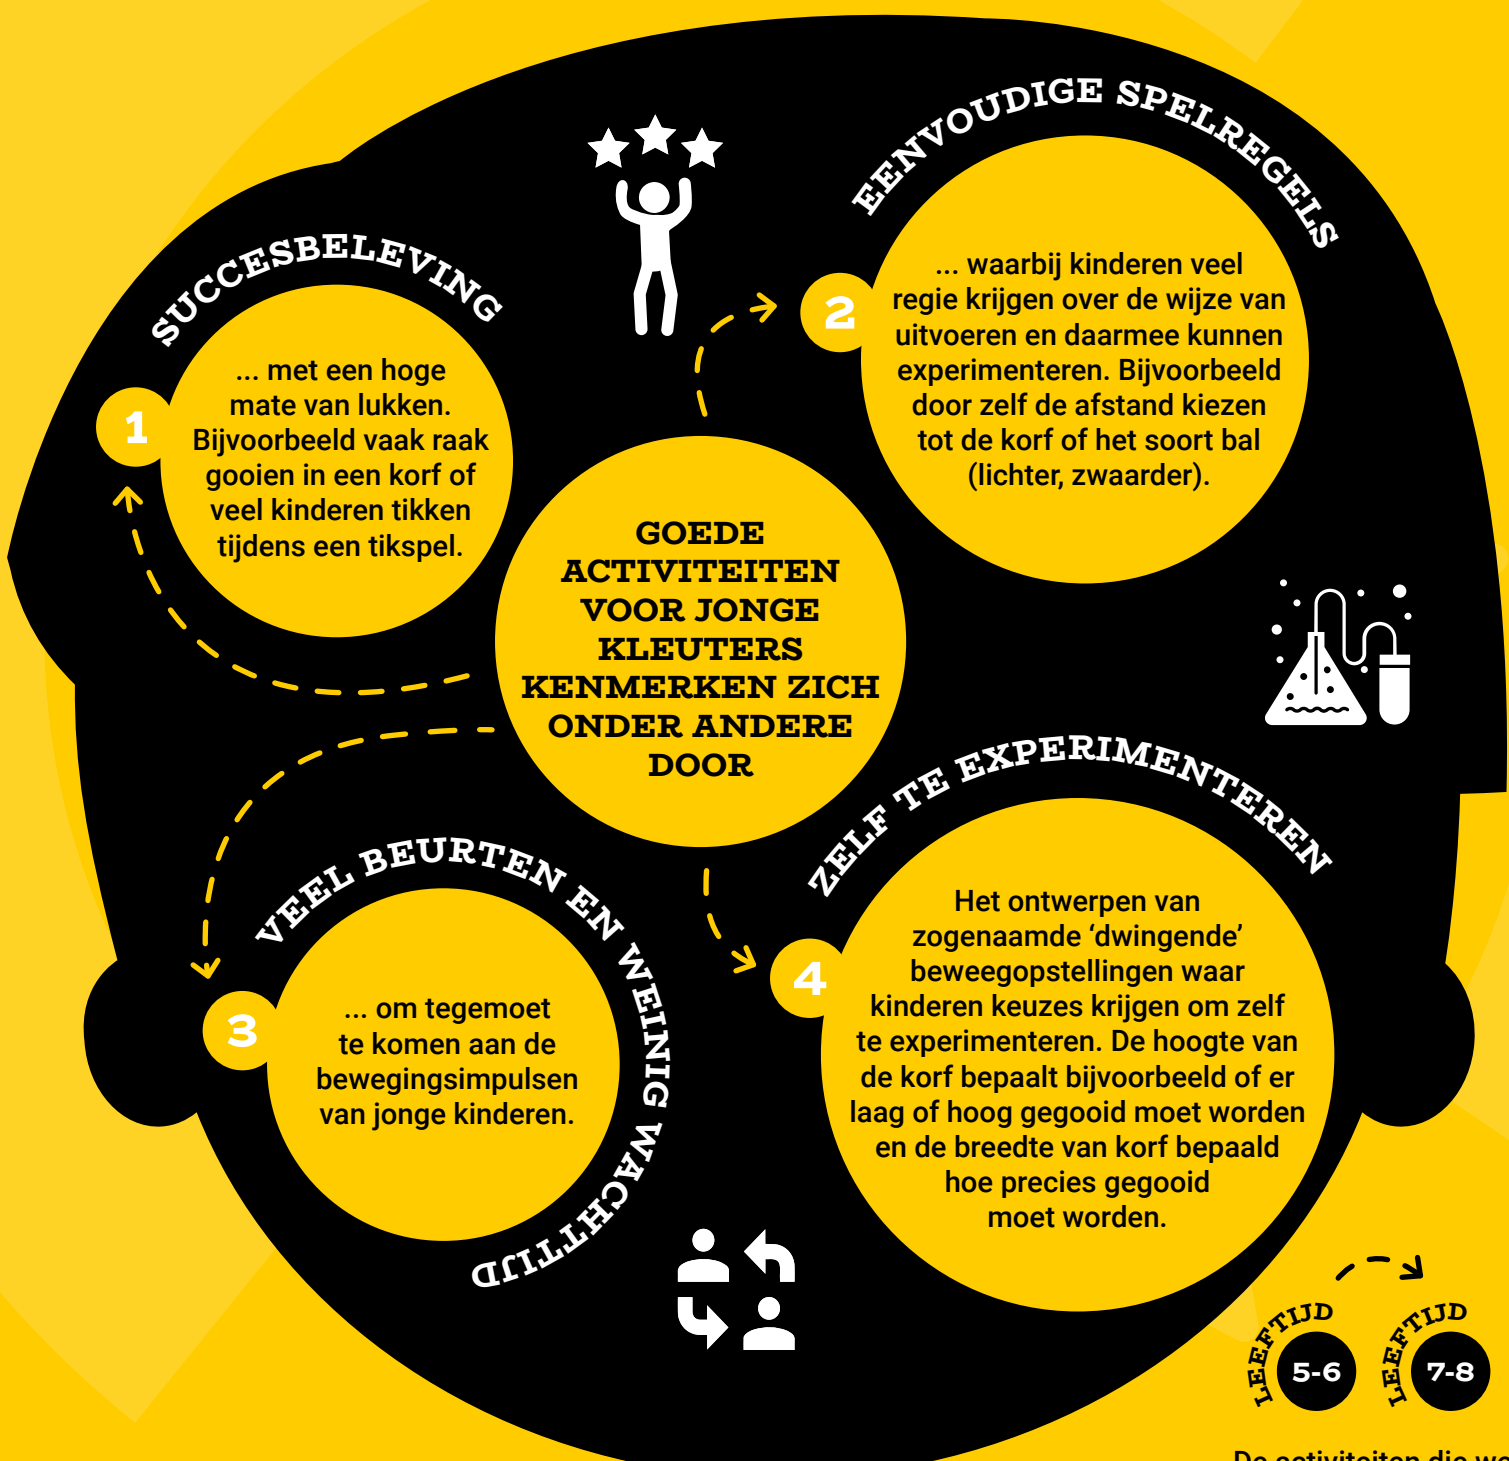 GOEDE
ACTIVITEITEN
VOOR JONGE
KLEUTERS
KENMERKEN ZICH
ONDER ANDERE
DOOR
SUCCESBELEVING
1
... met een hoge
mate van lukken.
Bijvoorbeeld vaak raak
gooien in een korf of
veel kinderen tikken
tijdens een tikspel.
EENVOUDIGE SPELREGELS
2
... waarbij kinderen veel
regie krijgen over de wijze van
uitvoeren en daarmee kunnen
experimenteren. Bijvoorbeeld
door zelf de afstand kiezen
tot de korf of het soort bal
(lichter, zwaarder).
VEEL BEURTEN EN WEINIG WACHTTIJD
3
... om tegemoet
te komen aan de
bewegingsimpulsen
van jonge kinderen.
ZELF TE EXPERIMENTEREN
4
Het ontwerpen van
zogenaamde ‘dwingende’
beweegopstellingen waar
kinderen keuzes krijgen om zelf
te experimenteren. De hoogte van
de korf bepaalt bijvoorbeeld of er
laag of hoog gegooid moet worden
en de breedte van korf bepaald
hoe precies gegooid
moet worden.
LEEFTIJD
5-6
LEEFTIJD
7-8
De activiteiten die